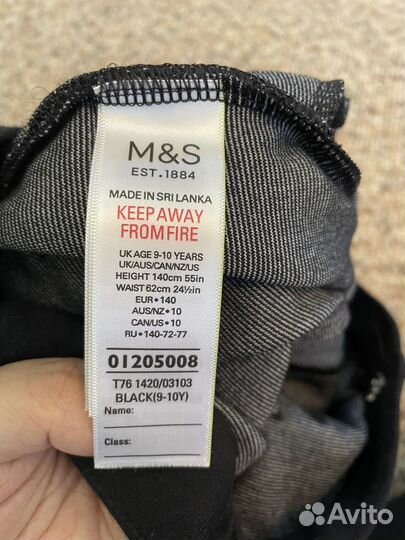 M&S
EST. 1884
MADE IN SRI LANKA
KEEP AWAY
FROM FIRE
UK AGE 9-10 YEARS
UK/AUS/CAN/NZ/US
HEIGHT 140cm 55in
WAIST 62cm 24½in
EUR•140
AUS/NZ•10
CAN/US•10
RU•140-72-77
01205008
T76 1420/03103
BLACK(9-10Y)
Name:
Class:
Avito